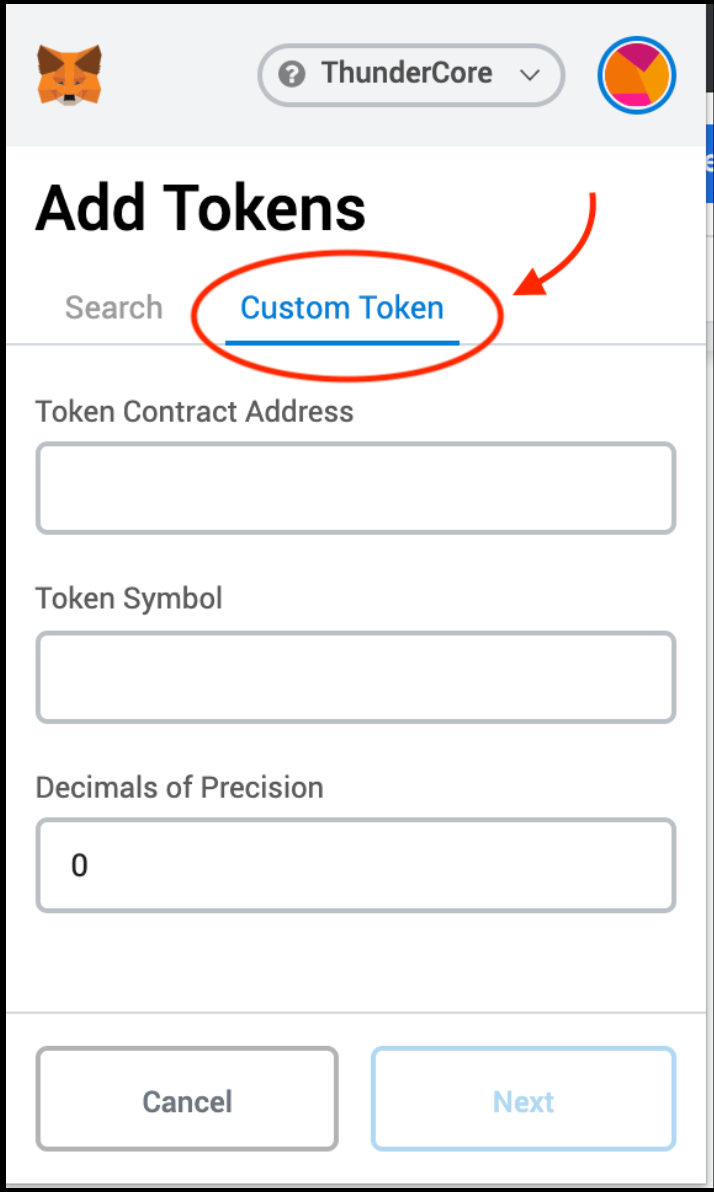 ? ThunderCore
Add Tokens
Search Custom Token
Token Contract Address
Token Symbol
Decimals of Precision
0
Cancel Next